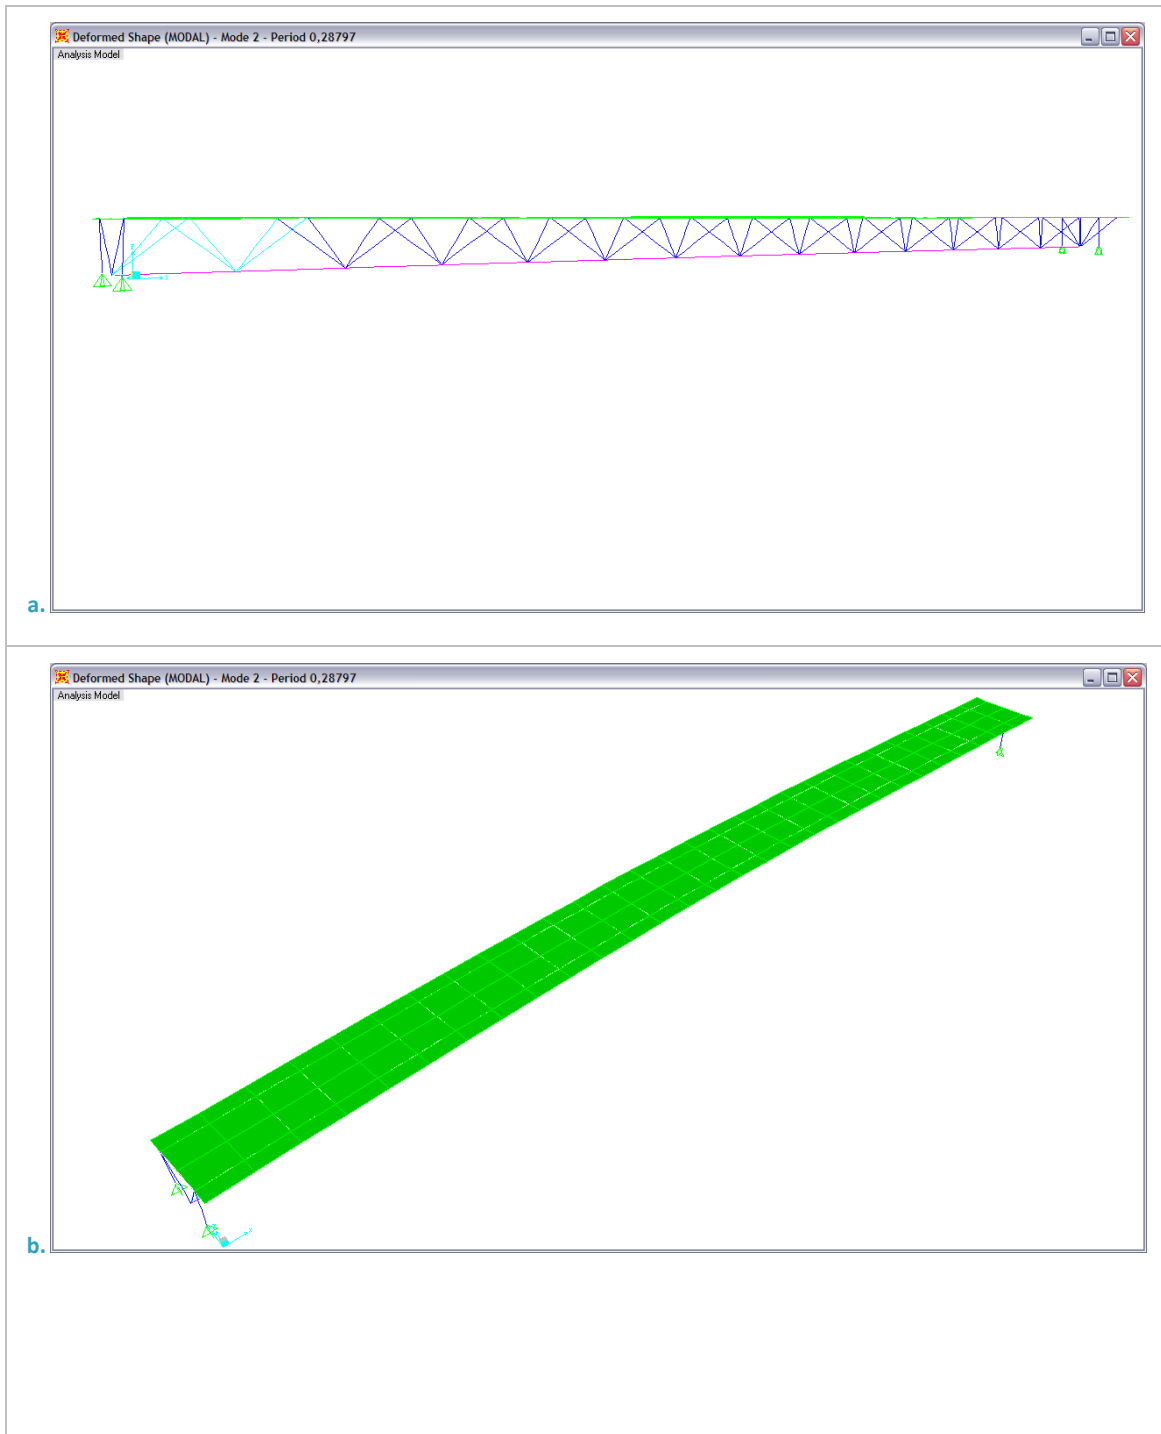 Deformed Shape (MODAL) - Mode 2 - Period 0,28797
Analysis Model
a.
Deformed Shape (MODAL) - Mode 2 - Period 0,28797
Analysis Model
b.